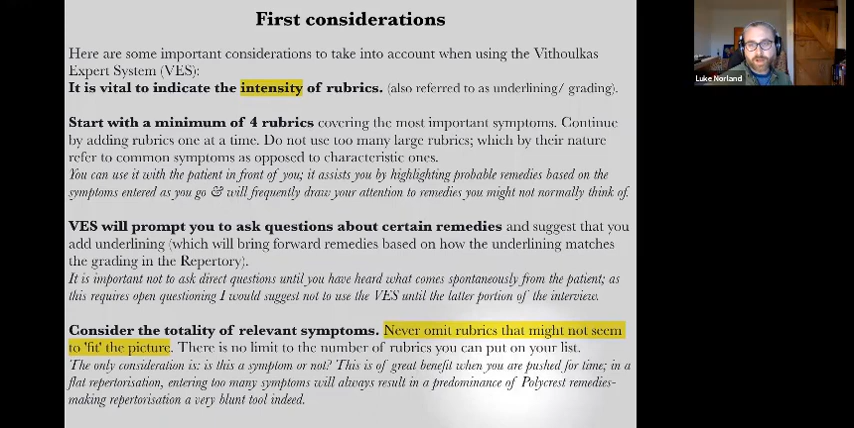 First considerations
Here are some important considerations to take into account when using the Vithoulkas
Expert System (VES):
It is vital to indicate the intensity of rubrics. (also referred to as underlining/ grading).
Start with a minimum of 4 rubrics covering the most important symptoms. Continue
by adding rubrics one at a time. Do not use too many large rubrics; which by their nature
refer to common symptoms as opposed to characteristic ones.
You can use it with the patient in front of you; it assists you by highlighting probable remedies based on the
symptoms entered as you go & will frequently draw your attention to remedies you might not normally think of.
VES will prompt you to ask questions about certain remedies and suggest that you
add underlining (which will bring forward remedies based on how the underlining matches
the grading in the Repertory).
It is important not to ask direct questions until you have heard what comes spontaneously from the patient; as
this requires open questioning I would suggest not to use the VES until the latter portion of the interview.
Consider the totality of relevant symptoms. Never omit rubrics that might not seem
to 'fit' the picture. There is no limit to the number of rubrics you can put on your list.
The only consideration is: is this a symptom or not? This is of great benefit when you are pushed for time; in a
flat repertorisation, entering too many symptoms will always result in a predominance of Polycrest remedies-
making repertorisation a very blunt tool indeed.
Luke Norland